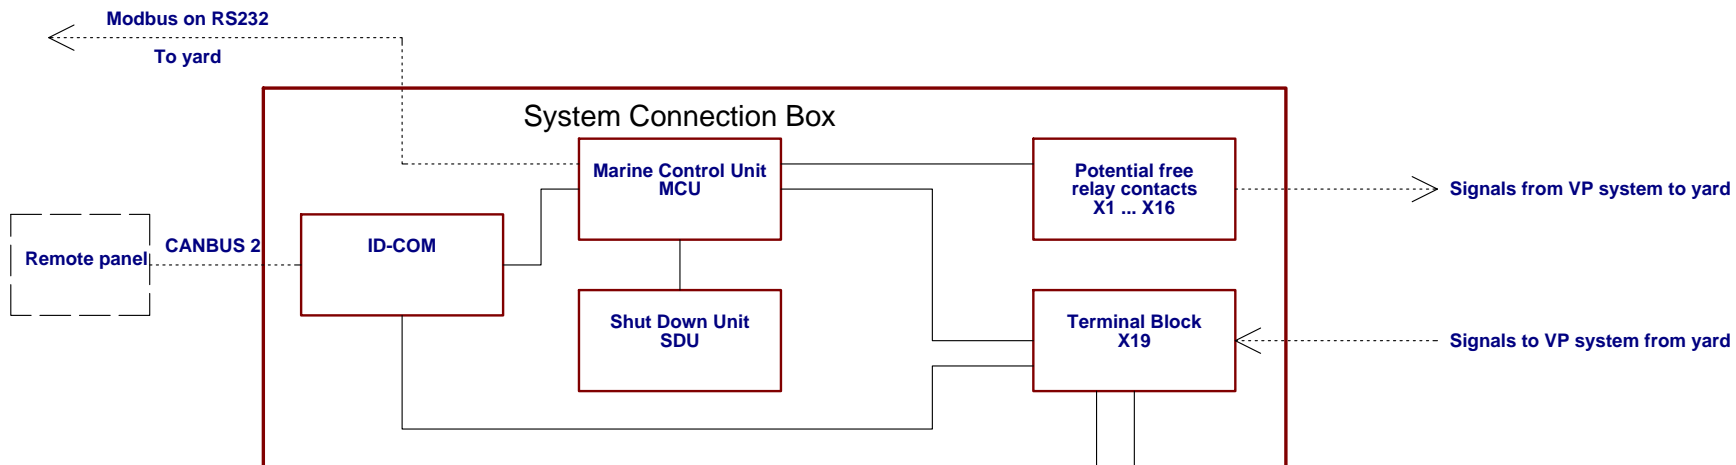 Modbus on RS232
To yard
System Connection Box
Marine Control Unit
MCU
Potential free
relay contacts
X1 ... X16
Signals from VP system to yard
Remote panel
CANBUS 2
ID-COM
Shut Down Unit
SDU
Terminal Block
X19
Signals to VP system from yard